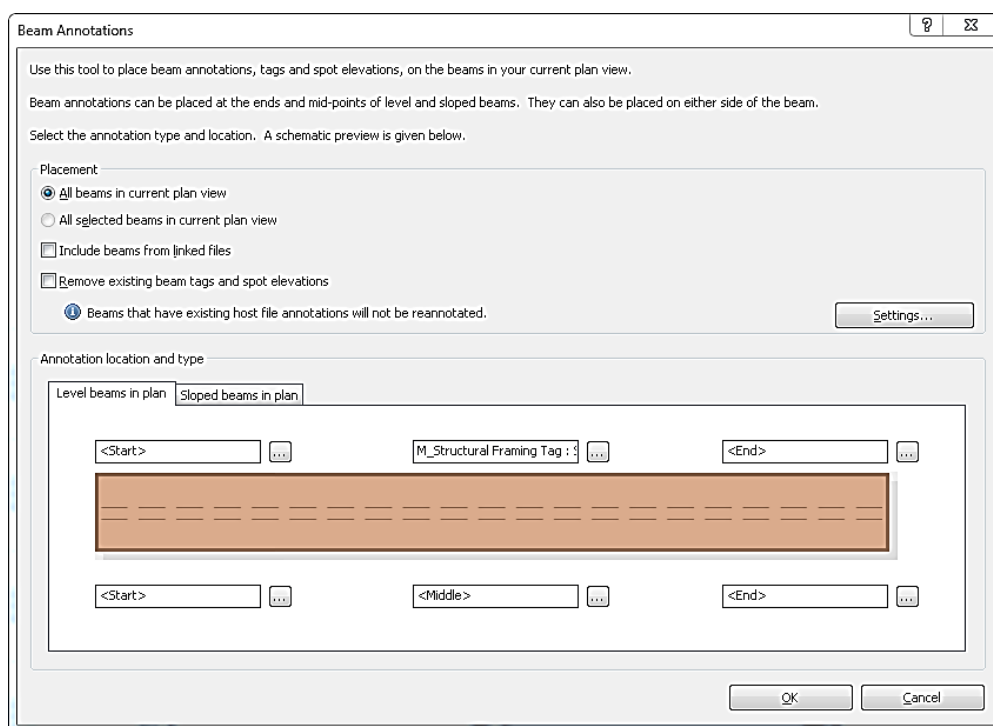 Beam Annotations
Use this tool to place beam annotations, tags and spot elevations, on the beams in your current plan view.
Beam annotations can be placed at the ends and mid-points of level and sloped beams. They can also be placed on either side of the beam.
Select the annotation type and location. A schematic preview is given below.
Placement
All beams in current plan view
All selected beams in current plan view
Include beams from linked files
Remove existing beam tags and spot elevations
Beams that have existing host file annotations will not be reannotated.
Settings...
Annotation location and type
Level beams in plan Sloped beams in plan
<Start> ... M_Structural Framing Tag : ... <End> ...
<Start> ... <Middle> ... <End> ...
OK Cancel